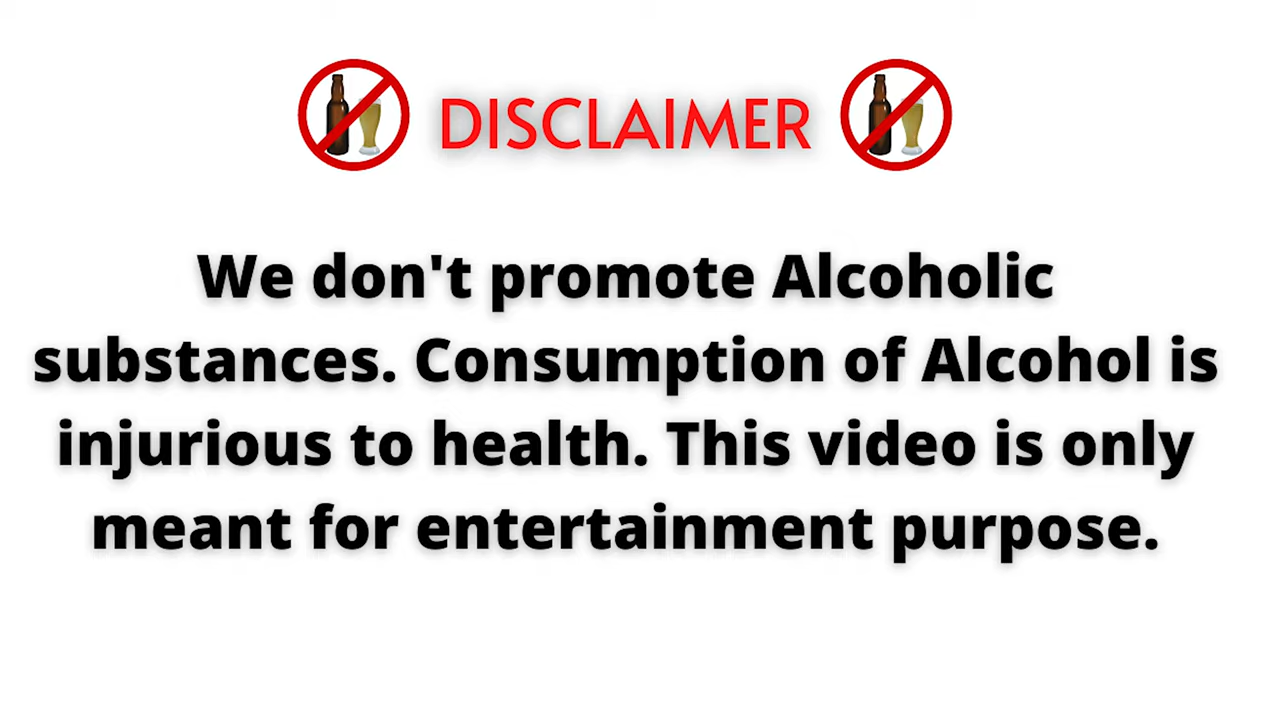 DISCLAIMER
We don't promote Alcoholic
substances. Consumption of Alcohol is
injurious to health. This video is only
meant for entertainment purpose.